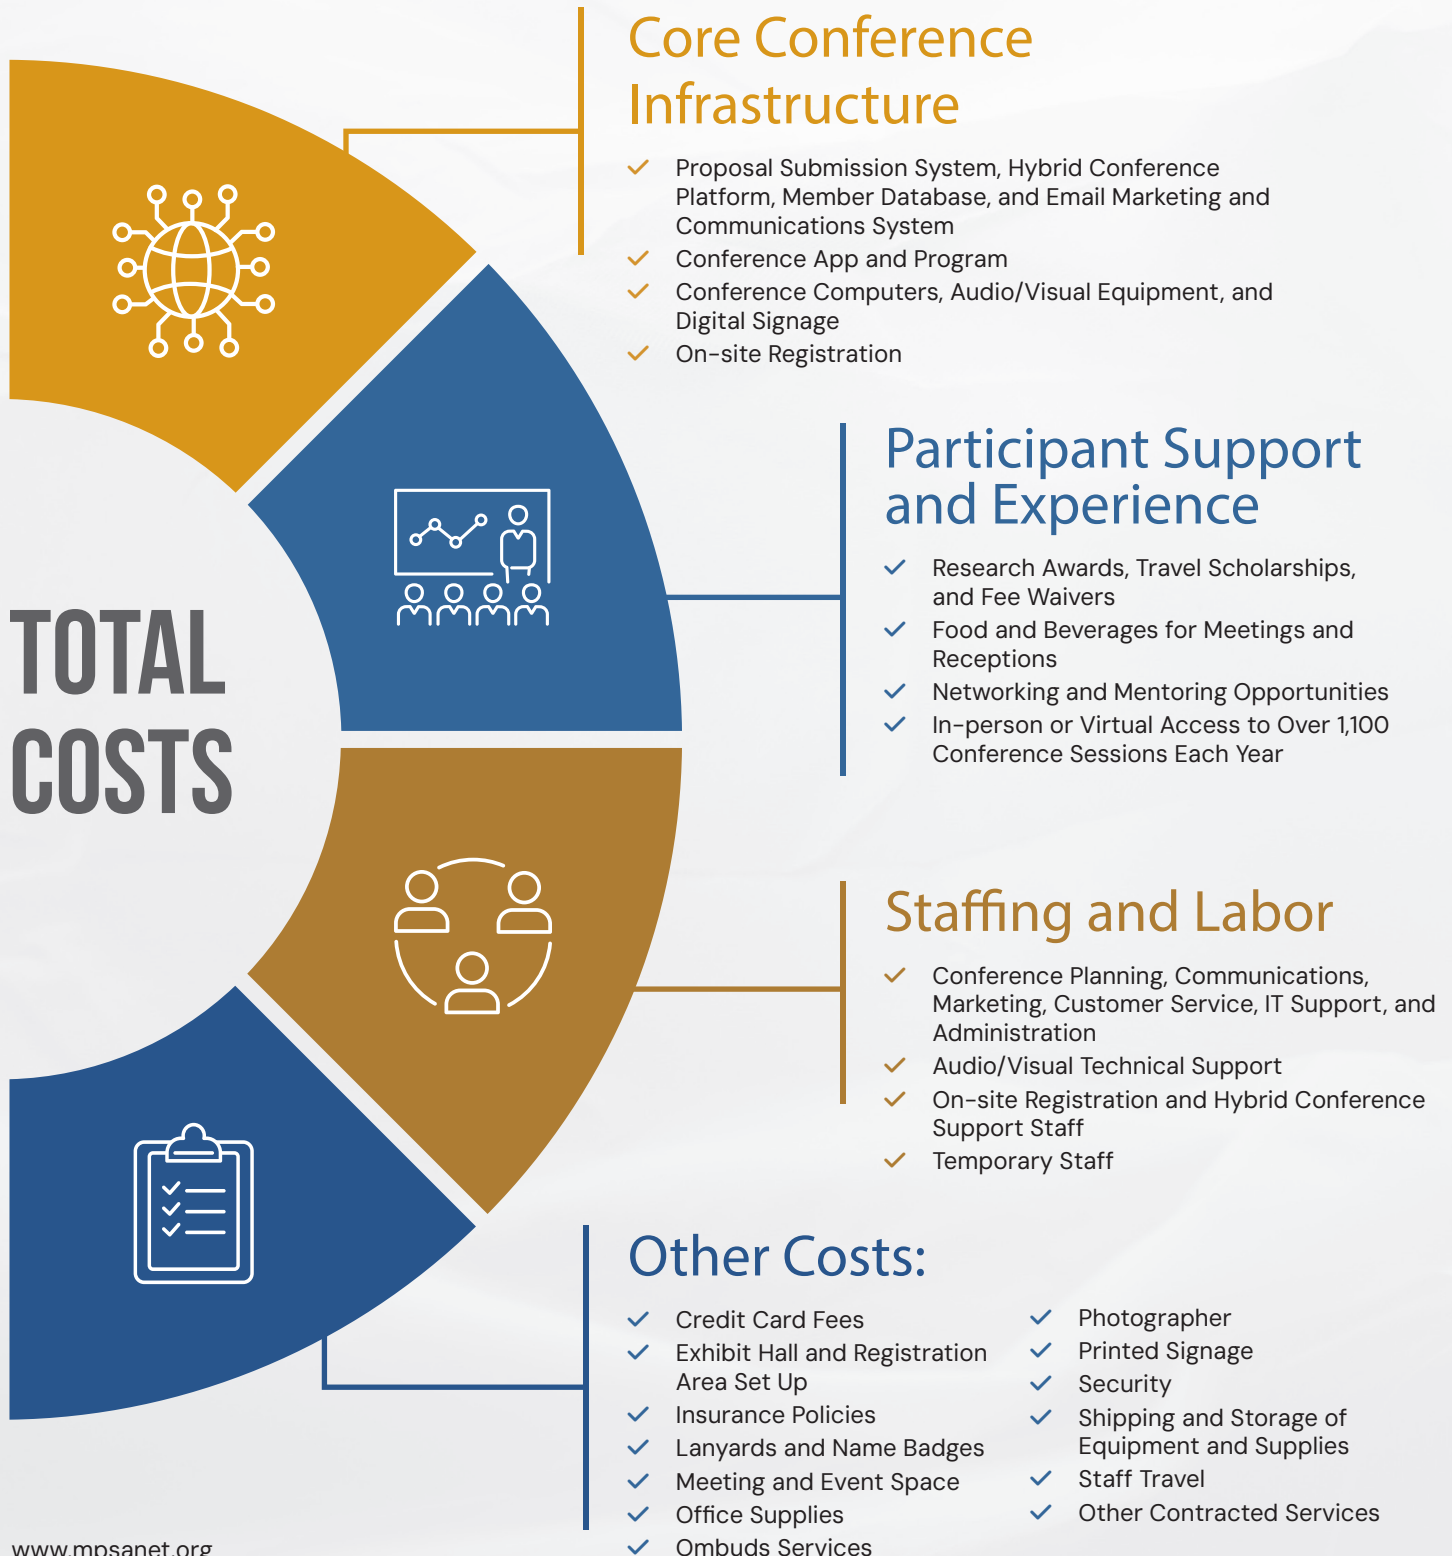 Core Conference
Infrastructure
Proposal Submission System, Hybrid Conference
Platform, Member Database, and Email Marketing and
Communications System
Conference App and Program
Conference Computers, Audio/Visual Equipment, and
Digital Signage
On-site Registration
Participant Support
and Experience
Research Awards, Travel Scholarships,
and Fee Waivers
Food and Beverages for Meetings and
Receptions
Networking and Mentoring Opportunities
In-person or Virtual Access to Over 1,100
Conference Sessions Each Year
TOTAL
COSTS
Staffing and Labor
Conference Planning, Communications,
Marketing, Customer Service, IT Support, and
Administration
Audio/Visual Technical Support
On-site Registration and Hybrid Conference
Support Staff
Temporary Staff
Other Costs:
Credit Card Fees
Exhibit Hall and Registration
Area Set Up
Insurance Policies
Lanyards and Name Badges
Meeting and Event Space
Office Supplies
Ombuds Services
Photographer
Printed Signage
Security
Shipping and Storage of
Equipment and Supplies
Staff Travel
Other Contracted Services
www.mpsanet.org